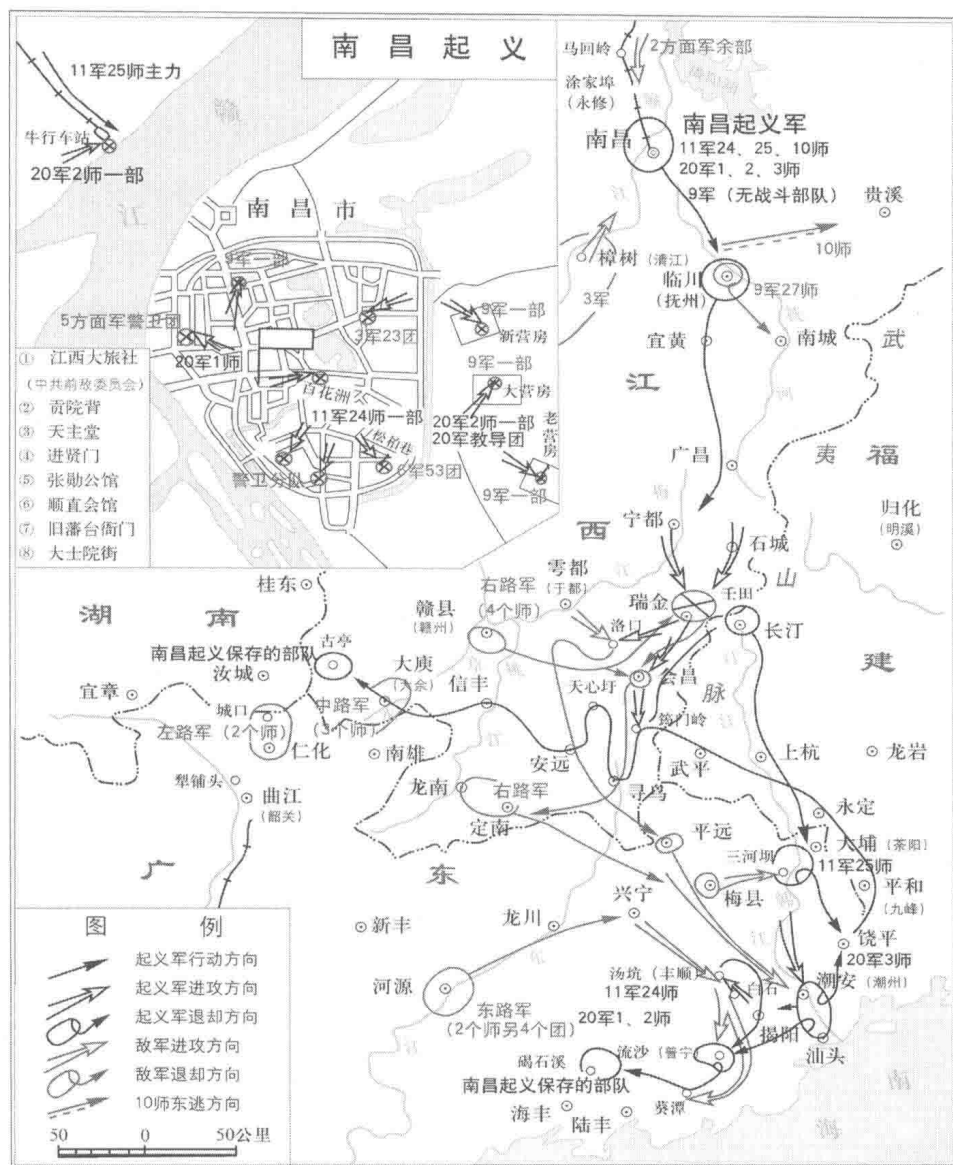 南昌起义
11军25师主力
牛行车站
20军2师一部
赣
江
南昌市
9军一部
5方面军警卫团
20军1师
3军23团
百花洲
11军24师一部
松柏巷
警卫分队
6军53团
9军一部
新营房
9军一部
大营房
20军2师一部
20军教导团
老营房
9军一部
① 江西大旅社
(中共前敌委员会)
② 贡院背
③ 天主堂
④ 进贤门
⑤ 张勋公馆
⑥ 顺直会馆
⑦ 旧藩台衙门
⑧ 大士院街
马回岭
2方面军余部
涂家埠
(永修)
南昌
南昌起义军
11军24、25、10师
20军1、2、3师
9军 (无战斗部队)
贵溪
10师
樟树 (清江)
3军
临川
(抚州)
9军27师
宜黄
南城
江
西
武
夷
山
脉
福
建
广昌
归化
(明溪)
宁都
石城
雩都
(于都)
右路军
(4个师)
瑞金
壬田
洛口
长汀
赣县
(赣州)
桂东
湖
南
古亭
南昌起义保存的部队
汝城
宜章
大庾
(大余)
信丰
天心圩
会昌
筠门岭
城口
左路军 (2个师)
中路军
(3个师)
仁化
南雄
安远
武平
上杭
龙岩
犁铺头
曲江
(韶关)
龙南
右路军
定南
寻邬
永定
平远
大埔 (茶阳)
三河坝
11军25师
广
东
梅县
平和
(九峰)
兴宁
新丰
龙川
饶平
20军3师
河源
东路军
(2个师另4个团)
汤坑 (丰顺)
11军24师
白石
潮安
(潮州)
20军1、2师
揭阳
汕头
流沙 (普宁)
碣石溪
南昌起义保存的部队
葵潭
海丰
陆丰
南
海
图 例
起义军行动方向
起义军进攻方向
起义军退却方向
敌军进攻方向
敌军退却方向
10师东逃方向
50 0 50公里